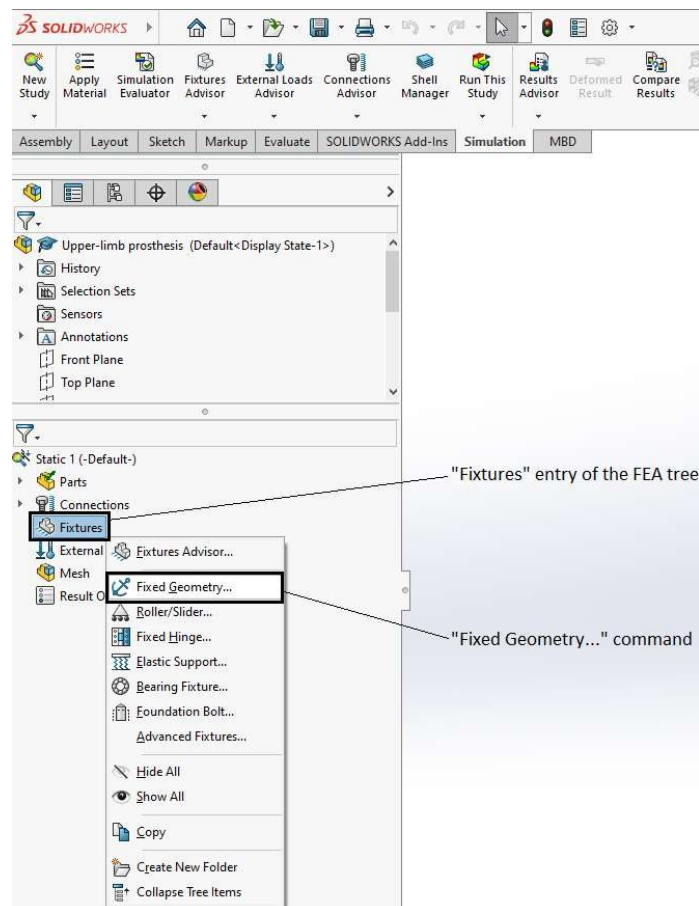 SOLIDWORKS
New Study
Apply Material
Simulation Evaluator
Fixtures Advisor
External Loads Advisor
Connections Advisor
Shell Manager
Run This Study
Results Advisor
Deformed Result
Compare Results
Assembly Layout Sketch Markup Evaluate SOLIDWORKS Add-Ins Simulation MBD
Upper-limb prosthesis (Default<Display State-1>)
History
Selection Sets
Sensors
Annotations
Front Plane
Top Plane
Static 1 (-Default-)
Parts
Connections
Fixtures
External
Mesh
Result O
Fixtures Advisor...
Fixed Geometry...
Roller/Slider...
Fixed Hinge...
Elastic Support...
Bearing Fixture...
Foundation Bolt...
Advanced Fixtures...
Hide All
Show All
Copy
Create New Folder
Collapse Tree Items
"Fixtures" entry of the FEA tree
"Fixed Geometry..." command